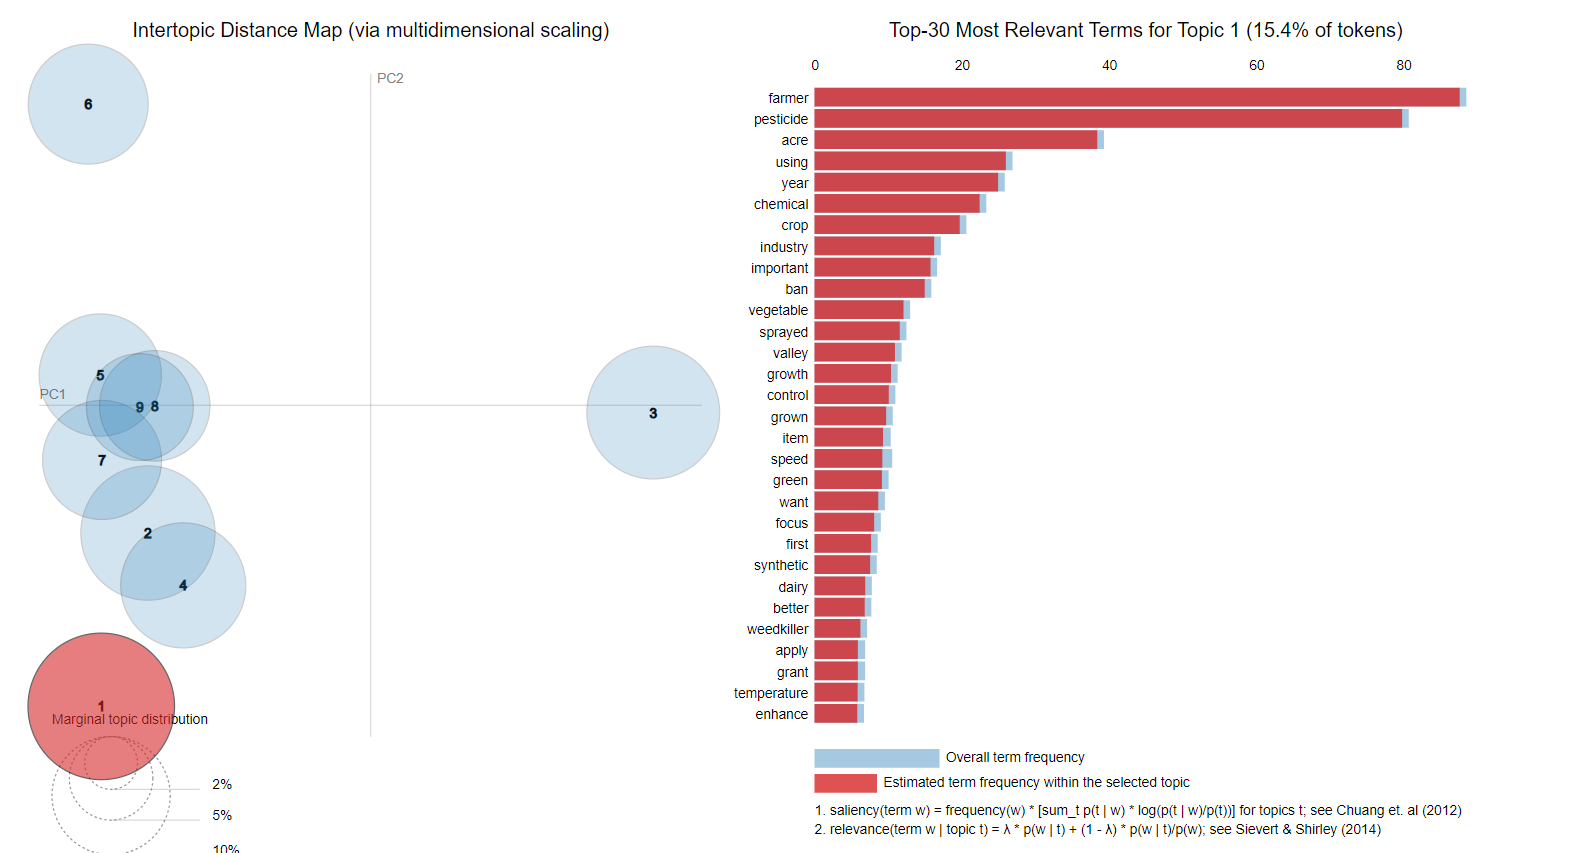 Intertopic Distance Map (via multidimensional scaling)
PC2
PC1
6
5
9
8
3
7
2
4
1
Marginal topic distribution
2%
5%
10%
Top-30 Most Relevant Terms for Topic 1 (15.4% of tokens)
0 20 40 60 80
farmer
pesticide
acre
using
year
chemical
crop
industry
important
ban
vegetable
sprayed
valley
growth
control
grown
item
speed
green
want
focus
first
synthetic
dairy
better
weedkiller
apply
grant
temperature
enhance
Overall term frequency
Estimated term frequency within the selected topic
1. saliency(term w) = frequency(w) * [sum_t p(t | w) * log(p(t | w)/p(t))] for topics t; see Chuang et. al (2012)
2. relevance(term w | topic t) = λ * p(w | t) + (1 - λ) * p(w | t)/p(w); see Sievert & Shirley (2014)